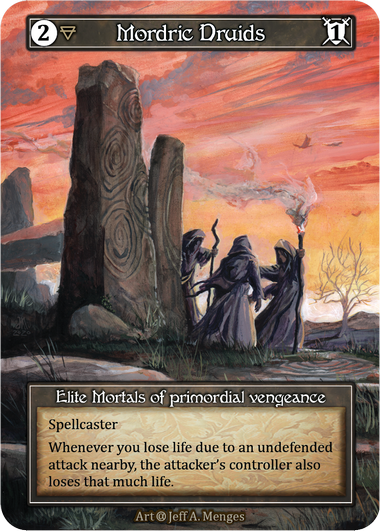 2 Mordric Druids 1
Elite Mortals of primordial vengeance
Spellcaster
Whenever you lose life due to an undefended
attack nearby, the attacker's controller also
loses that much life.
Art @ Jeff A. Menges